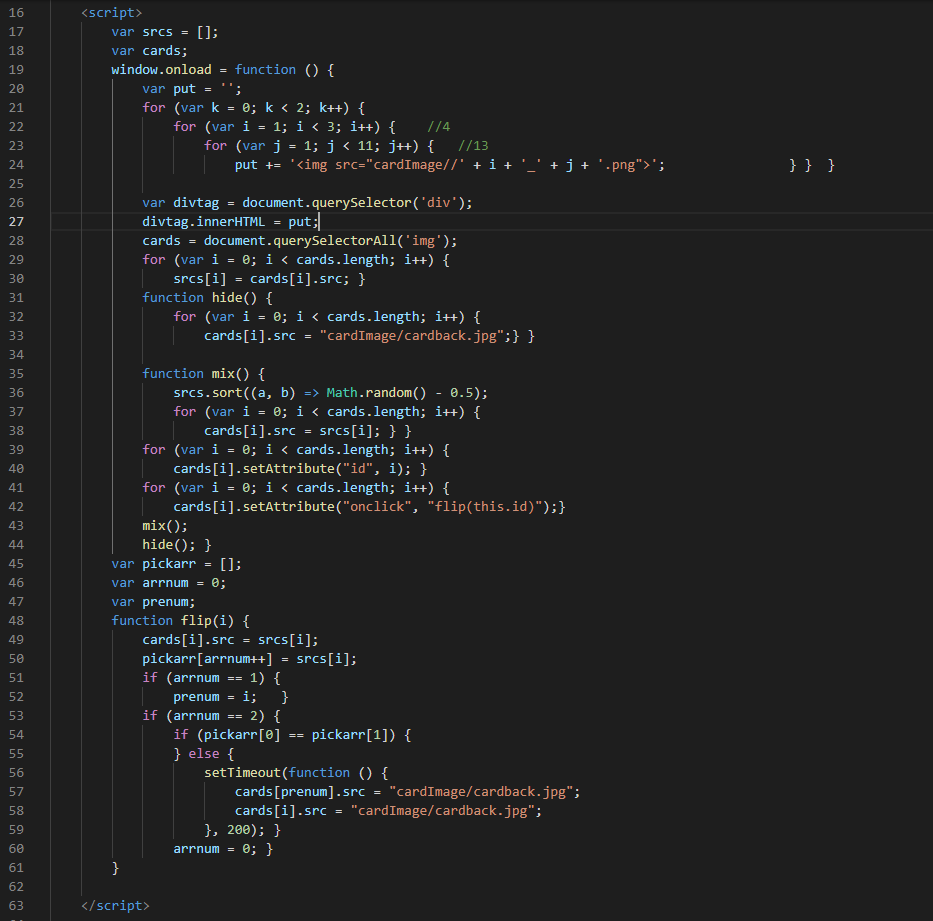 16 <script>
17 var srcs = [];
18 var cards;
19 window.onload = function () {
20 var put = '';
21 for (var k = 0; k < 2; k++) {
22 for (var i = 1; i < 3; i++) { //4
23 for (var j = 1; j < 11; j++) { //13
24 put += '<img src="cardImage//' + i + '_' + j + '.png">'; } } }
25
26 var divtag = document.querySelector('div');
27 divtag.innerHTML = put;
28 cards = document.querySelectorAll('img');
29 for (var i = 0; i < cards.length; i++) {
30 srcs[i] = cards[i].src; }
31 function hide() {
32 for (var i = 0; i < cards.length; i++) {
33 cards[i].src = "cardImage/cardback.jpg";} }
34
35 function mix() {
36 srcs.sort((a, b) => Math.random() - 0.5);
37 for (var i = 0; i < cards.length; i++) {
38 cards[i].src = srcs[i]; } }
39 for (var i = 0; i < cards.length; i++) {
40 cards[i].setAttribute("id", i); }
41 for (var i = 0; i < cards.length; i++) {
42 cards[i].setAttribute("onclick", "flip(this.id)");}
43 mix();
44 hide(); }
45 var pickarr = [];
46 var arrnum = 0;
47 var prenum;
48 function flip(i) {
49 cards[i].src = srcs[i];
50 pickarr[arrnum++] = srcs[i];
51 if (arrnum == 1) {
52 prenum = i; }
53 if (arrnum == 2) {
54 if (pickarr[0] == pickarr[1]) {
55 } else {
56 setTimeout(function () {
57 cards[prenum].src = "cardImage/cardback.jpg";
58 cards[i].src = "cardImage/cardback.jpg";
59 }, 200); }
60 arrnum = 0; }
61 }
62
63 </script>